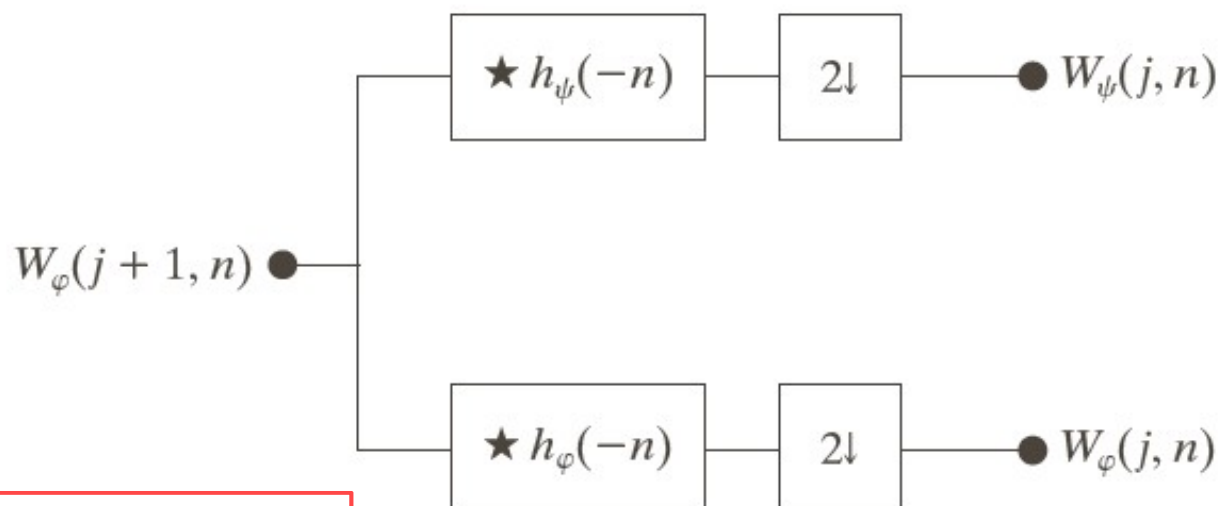 ★ h_ψ(−n)
2↓
W_ψ(j, n)
W_φ(j + 1, n)
★ h_φ(−n)
2↓
W_φ(j, n)